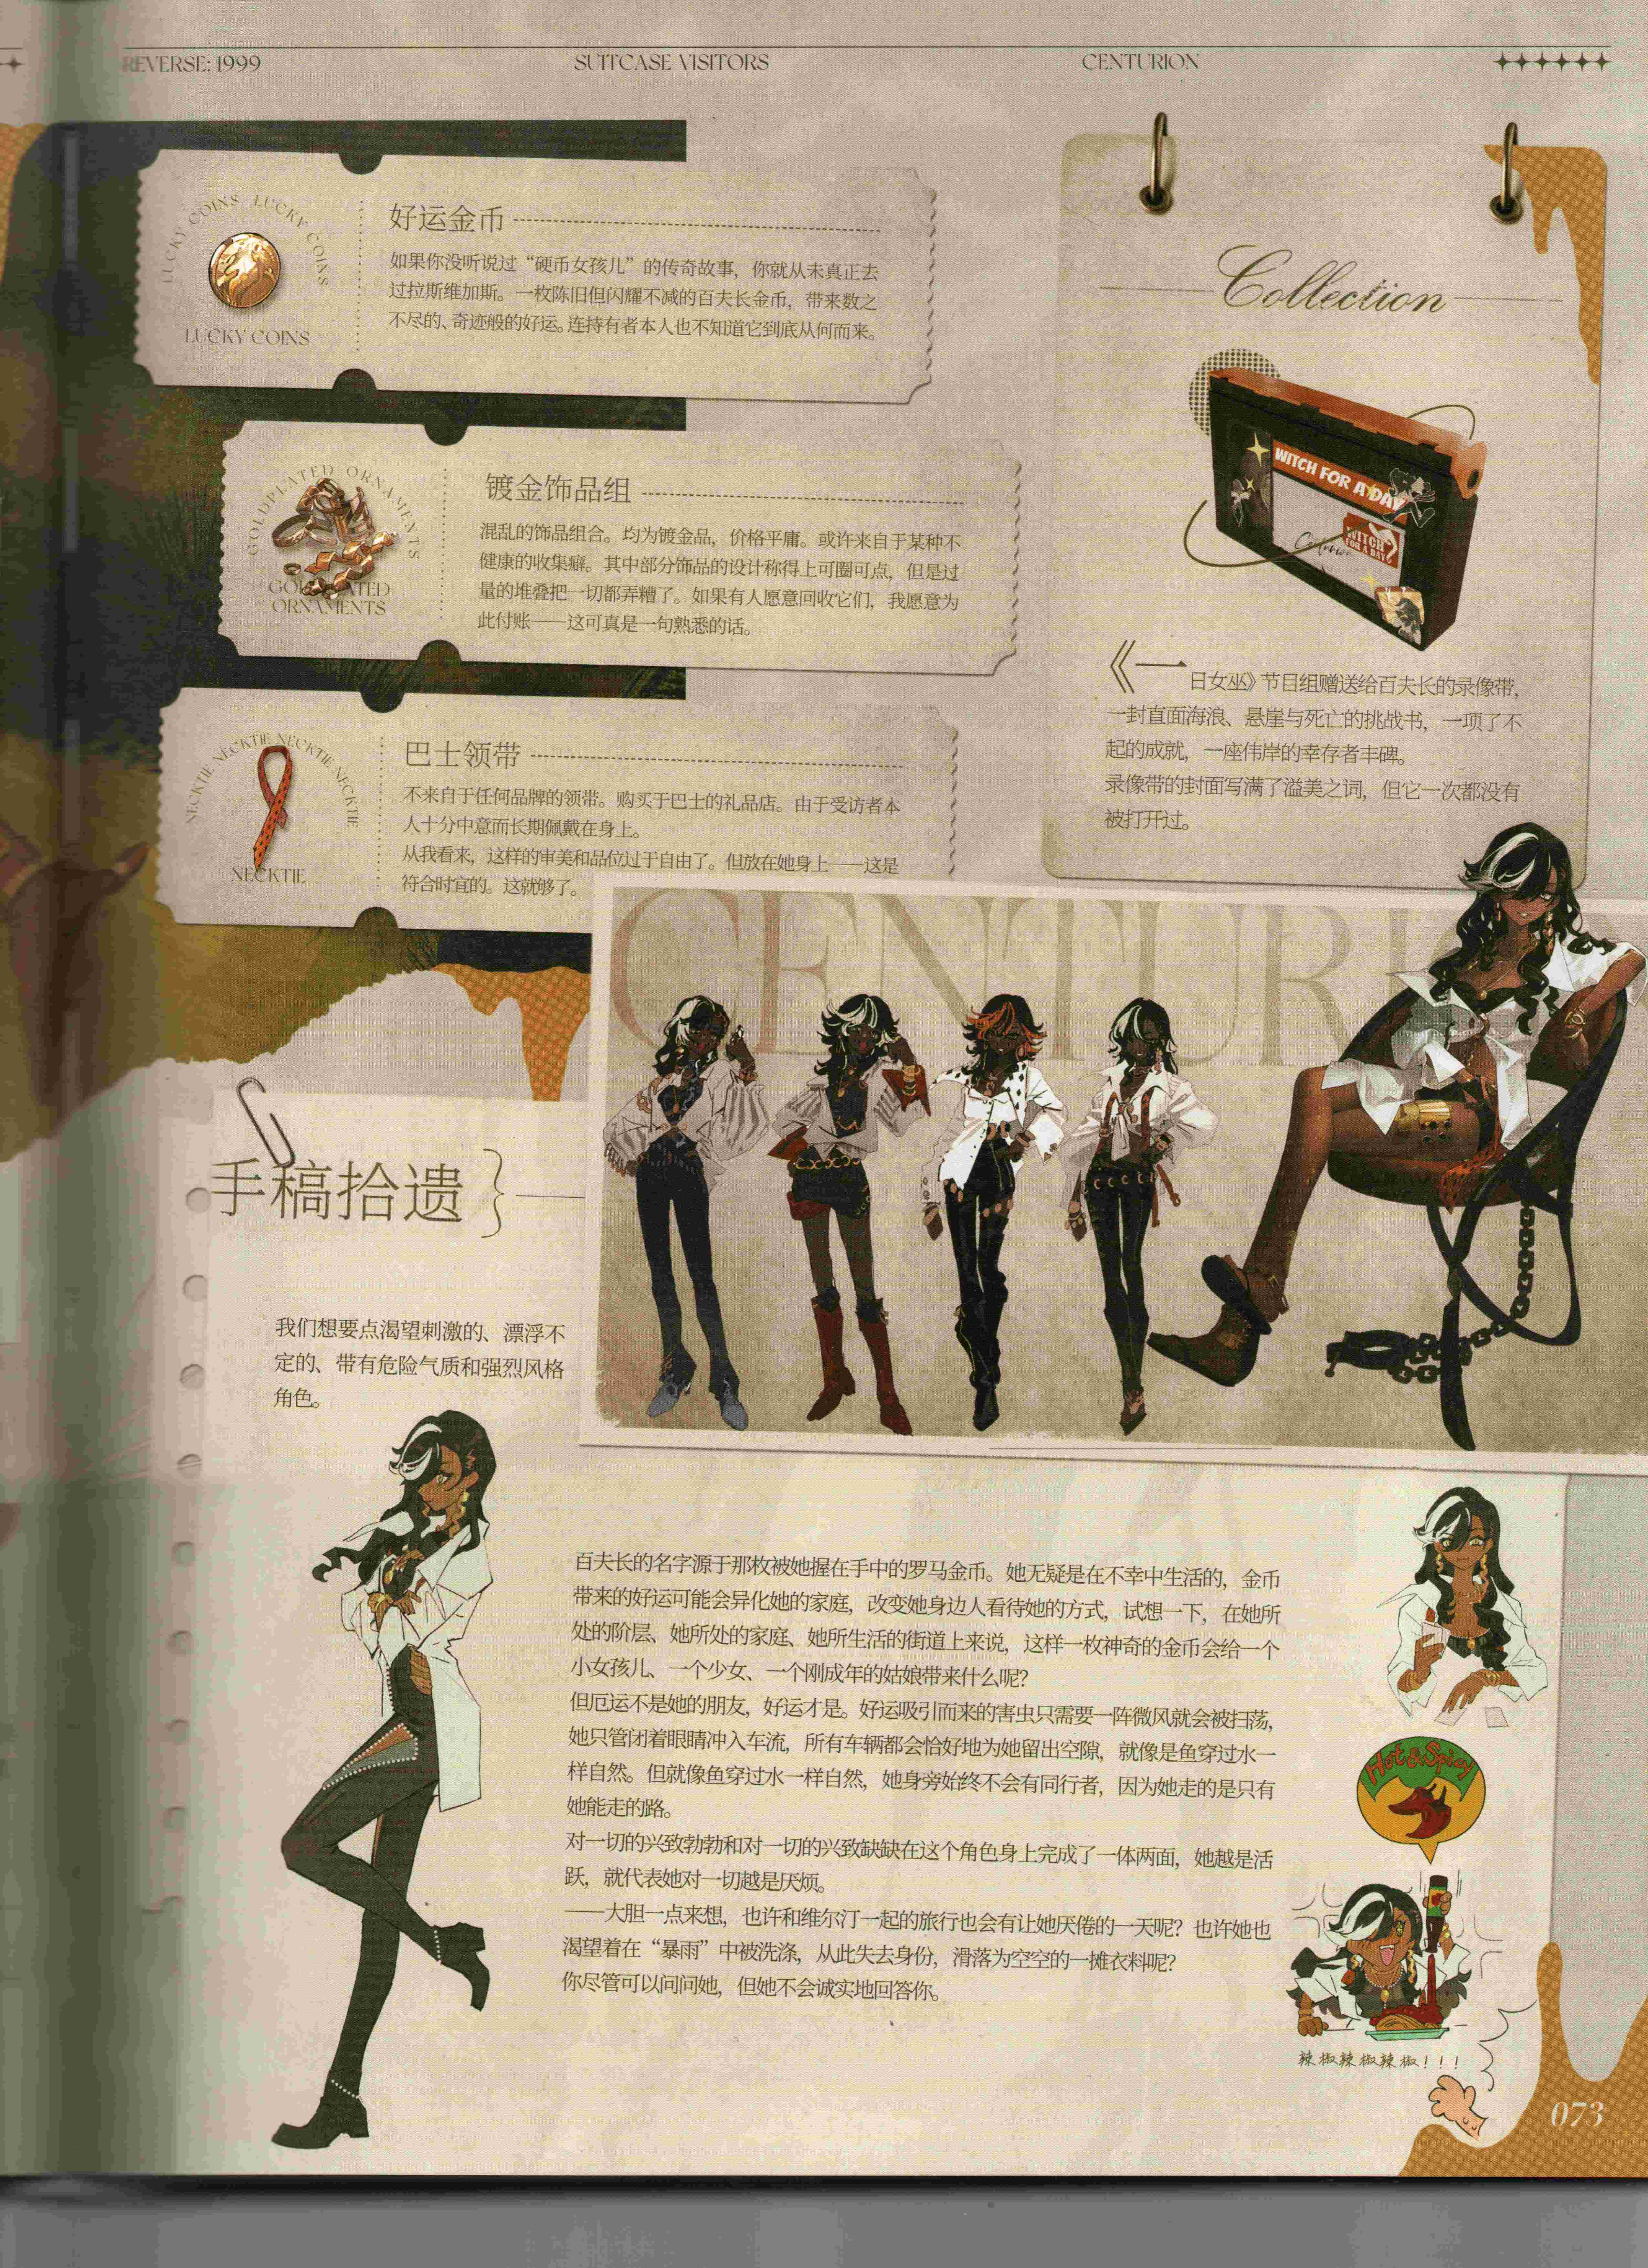 REVERSE: 1999
SUITCASE VISITORS
CENTURION
LUCKY COINS LUCKY COINS
LUCKY COINS
好运金币
如果你没听说过“硬币女孩儿”的传奇故事，你就从未真正去
过拉斯维加斯。一枚陈旧但闪耀不减的百夫长金币，带来数之
不尽的、奇迹般的好运。连持有者本人也不知道它到底从何而来。
GOLDPLATED ORNAMENTS
GOLDPLATED
ORNAMENTS
镀金饰品组
混乱的饰品组合。均为镀金品，价格平庸。或许来自于某种不
健康的收集癖。其中部分饰品的设计称得上可圈可点，但是过
量的堆叠把一切都弄糟了。如果有人愿意回收它们，我愿意为
此付账——这可真是一句熟悉的话。
NECKTIE NECKTIE NECKTIE NECKTIE
NECKTIE
巴士领带
不来自于任何品牌的领带。购买于巴士的礼品店。由于受访者本
人十分中意而长期佩戴在身上。
从我看来，这样的审美和品位过于自由了。但放在她身上——这是
符合时宜的。这就够了。
Collection
WITCH FOR A DAY
Centurion
WITCH
FOR A DAY
《一日女巫》节目组赠送给百夫长的录像带，
一封直面海浪、悬崖与死亡的挑战书，一项了不
起的成就，一座伟岸的幸存者丰碑。
录像带的封面写满了溢美之词，但它一次都没有
被打开过。
CENTURI
手稿拾遗
我们想要点渴望刺激的、漂浮不
定的、带有危险气质和强烈风格
角色。
百夫长的名字源于那枚被她握在手中的罗马金币。她无疑是在不幸中生活的，金币
带来的好运可能会异化她的家庭，改变她身边人看待她的方式，试想一下，在她所
处的阶层、她所处的家庭、她所生活的街道上来说，这样一枚神奇的金币会给一个
小女孩儿、一个少女、一个刚成年的姑娘带来什么呢？
但厄运不是她的朋友，好运才是。好运吸引而来的害虫只需要一阵微风就会被扫荡，
她只管闭着眼睛冲入车流，所有车辆都会恰好地为她留出空隙，就像是鱼穿过水一
样自然。但就像鱼穿过水一样自然，她身旁始终不会有同行者，因为她走的是只有
她能走的路。
对一切的兴致勃勃和对一切的兴致缺缺在这个角色身上完成了一体两面，她越是活
跃，就代表她对一切越是厌烦。
——大胆一点来想，也许和维尔汀一起的旅行也会有让她厌倦的一天呢？也许她也
渴望着在“暴雨”中被洗涤，从此失去身份，滑落为空空的一摊衣料呢？
你尽管可以问问她，但她不会诚实地回答你。
Hot & Spicy
辣椒辣椒辣椒！！！
073